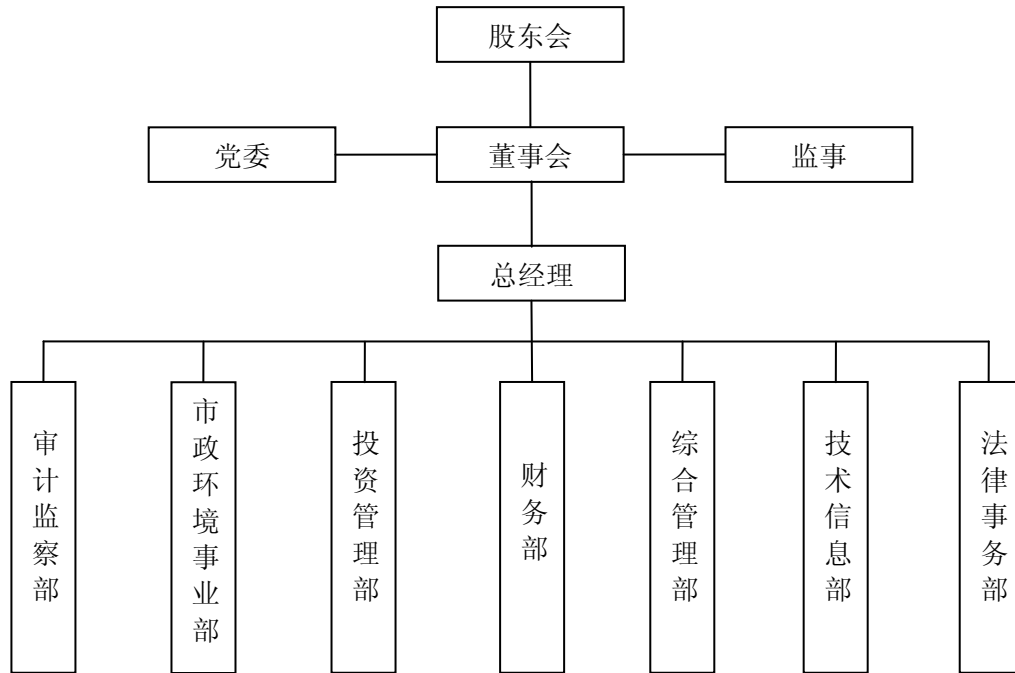 股东会
党委
董事会
监事
总经理
审计监察部
市政环境事业部
投资管理部
财务部
综合管理部
技术信息部
法律事务部